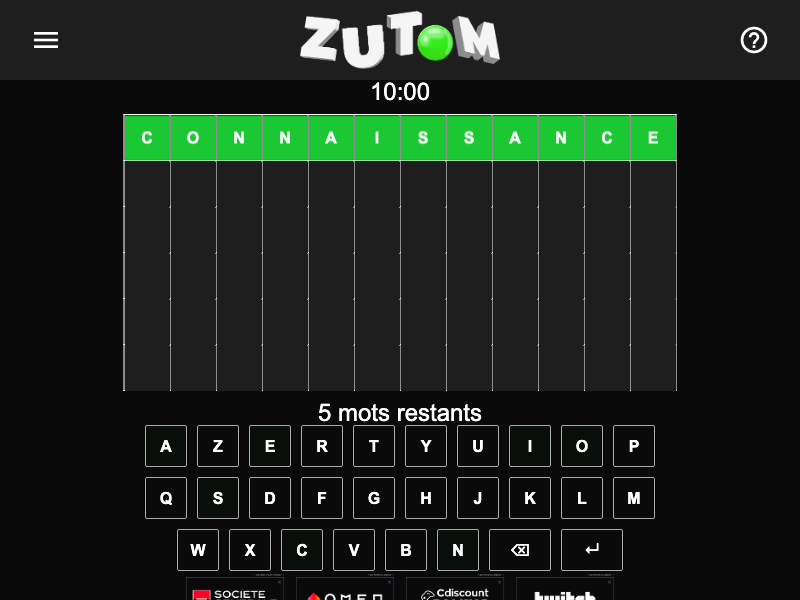 ZUTOM
10:00
C O N N A I S S A N C E
5 mots restants
A Z E R T Y U I O P
Q S D F G H J K L M
W X C V B N
SOCIETE
OMEN
Cdiscount
twitch